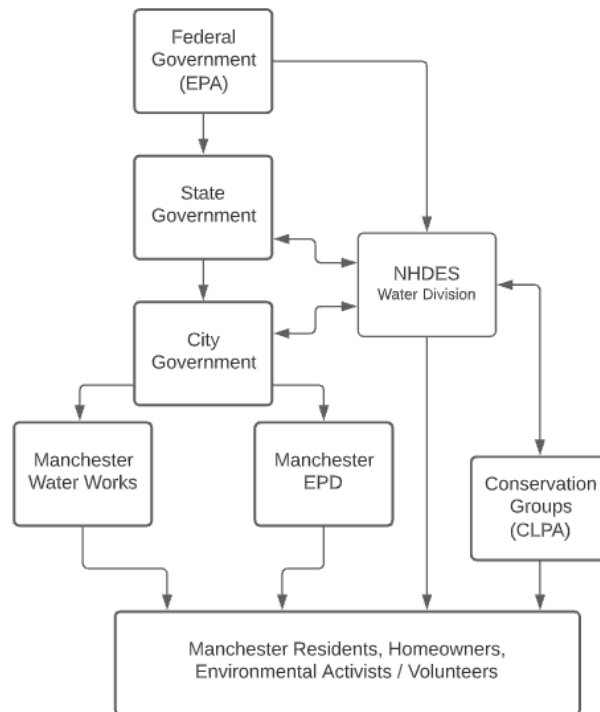 Federal
Government
(EPA)
State
Government
NHDES
Water Division
City
Government
Manchester
Water Works
Manchester
EPD
Conservation
Groups
(CLPA)
Manchester Residents, Homeowners,
Environmental Activists / Volunteers